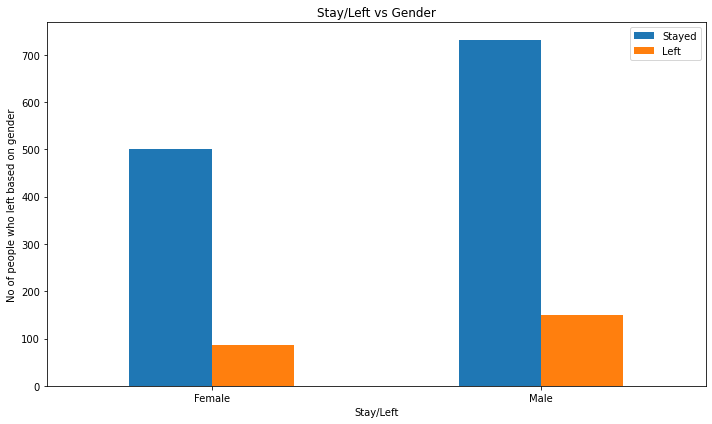 Stay/Left vs Gender
Stayed
Left
No of people who left based on gender
700
600
500
400
300
200
100
0
Female
Male
Stay/Left